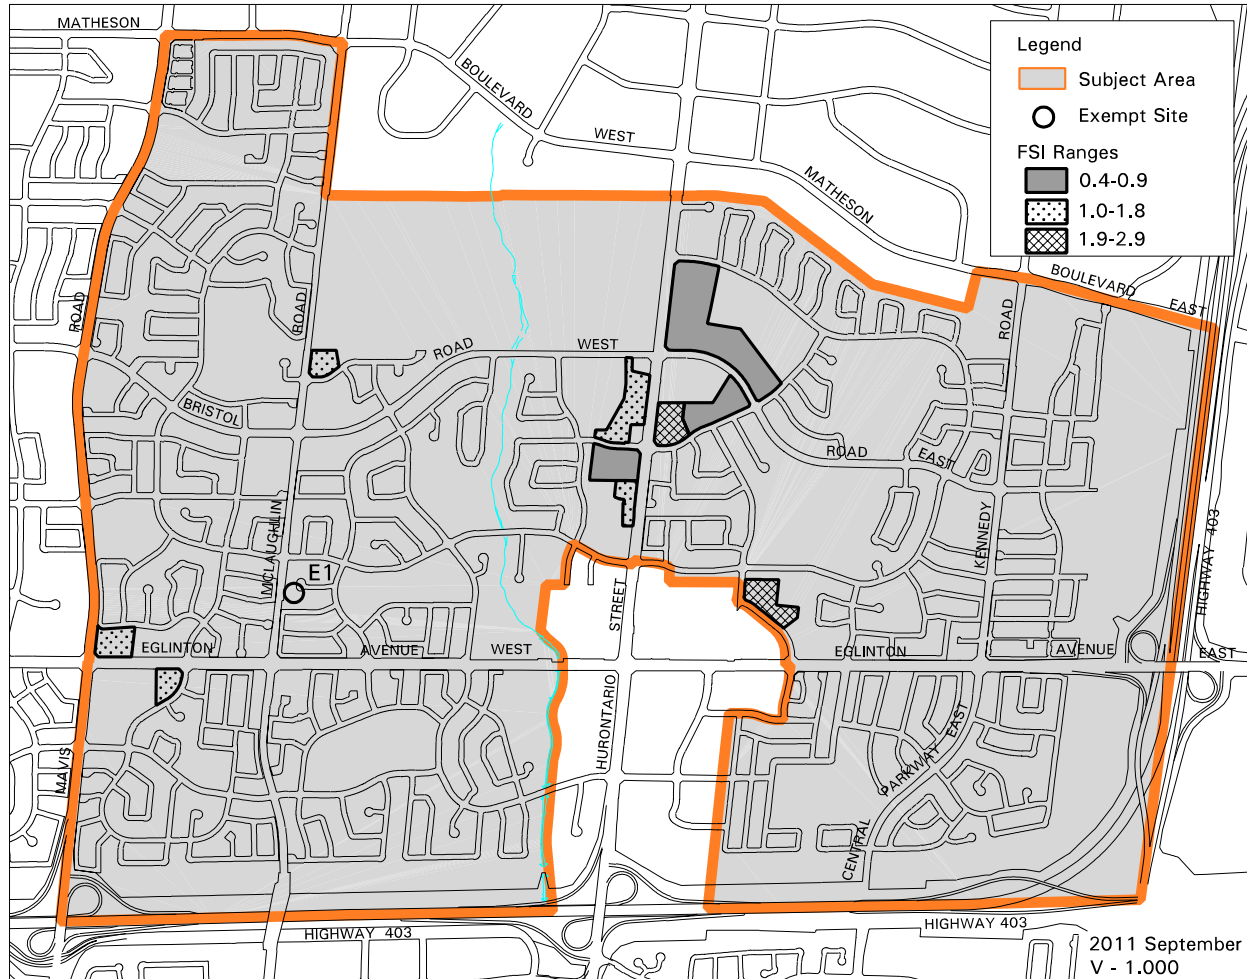 MATHESON
BOULEVARD
WEST
MATHESON
BOULEVARD
EAST
Legend
Subject Area
Exempt Site
FSI Ranges
0.4-0.9
1.0-1.8
1.9-2.9
ROAD
ROAD
ROAD
WEST
ROAD
BRISTOL
ROAD
EAST
MCLAUGHLIN
KENNEDY
HIGHWAY 403
E1
STREET
EGLINTON
AVENUE
WEST
EGLINTON
AVENUE
EAST
HURONTARIO
MAVIS
PARKWAY EAST
CENTRAL
HIGHWAY 403
HIGHWAY 403
2011 September
V - 1.000